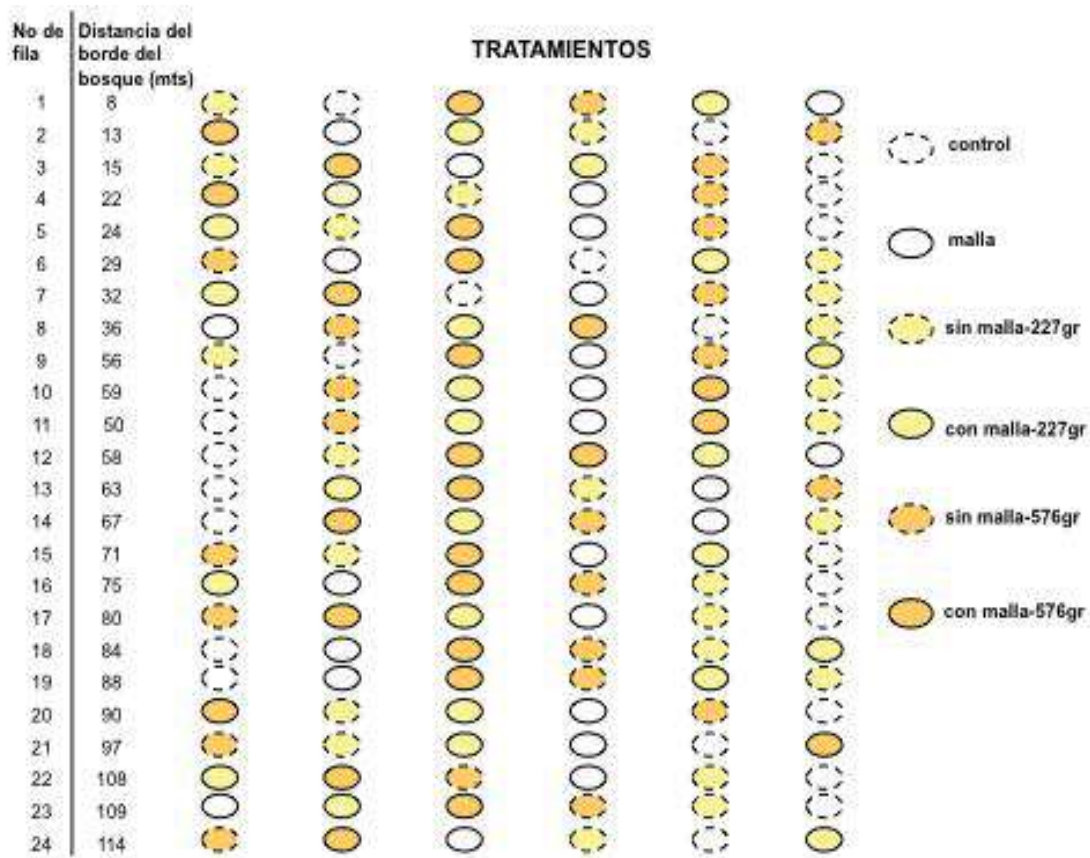 No de fila
Distancia del borde del bosque (mts)
TRATAMIENTOS
1 8
2 13
3 15
4 22
5 24
6 29
7 32
8 36
9 56
10 59
11 50
12 58
13 63
14 67
15 71
16 75
17 80
18 84
19 88
20 90
21 97
22 108
23 109
24 114
control
malla
sin malla-227gr
con malla-227gr
sin malla-576gr
con malla-576gr